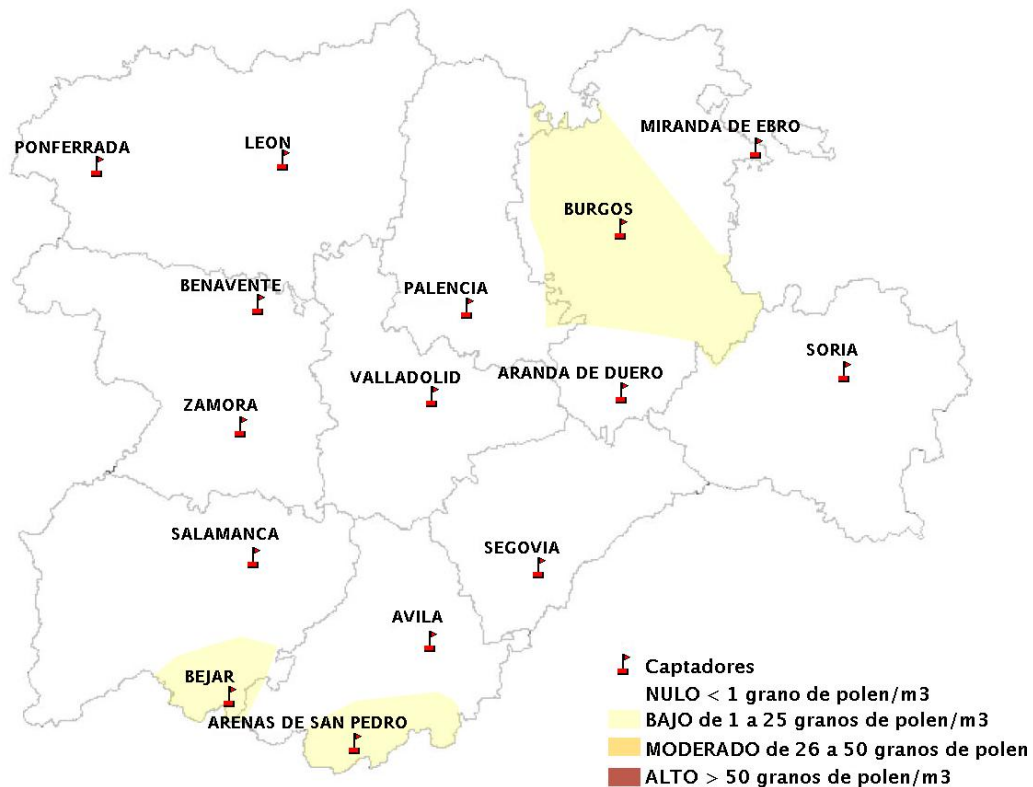 MIRANDA DE EBRO
PONFERRADA
LEON
BURGOS
BENAVENTE
PALENCIA
SORIA
VALLADOLID
ARANDA DE DUERO
ZAMORA
SALAMANCA
SEGOVIA
AVILA
BEJAR
ARENAS DE SAN PEDRO
Captadores
NULO < 1 grano de polen/m3
BAJO de 1 a 25 granos de polen/m3
MODERADO de 26 a 50 granos de polen
ALTO > 50 granos de polen/m3